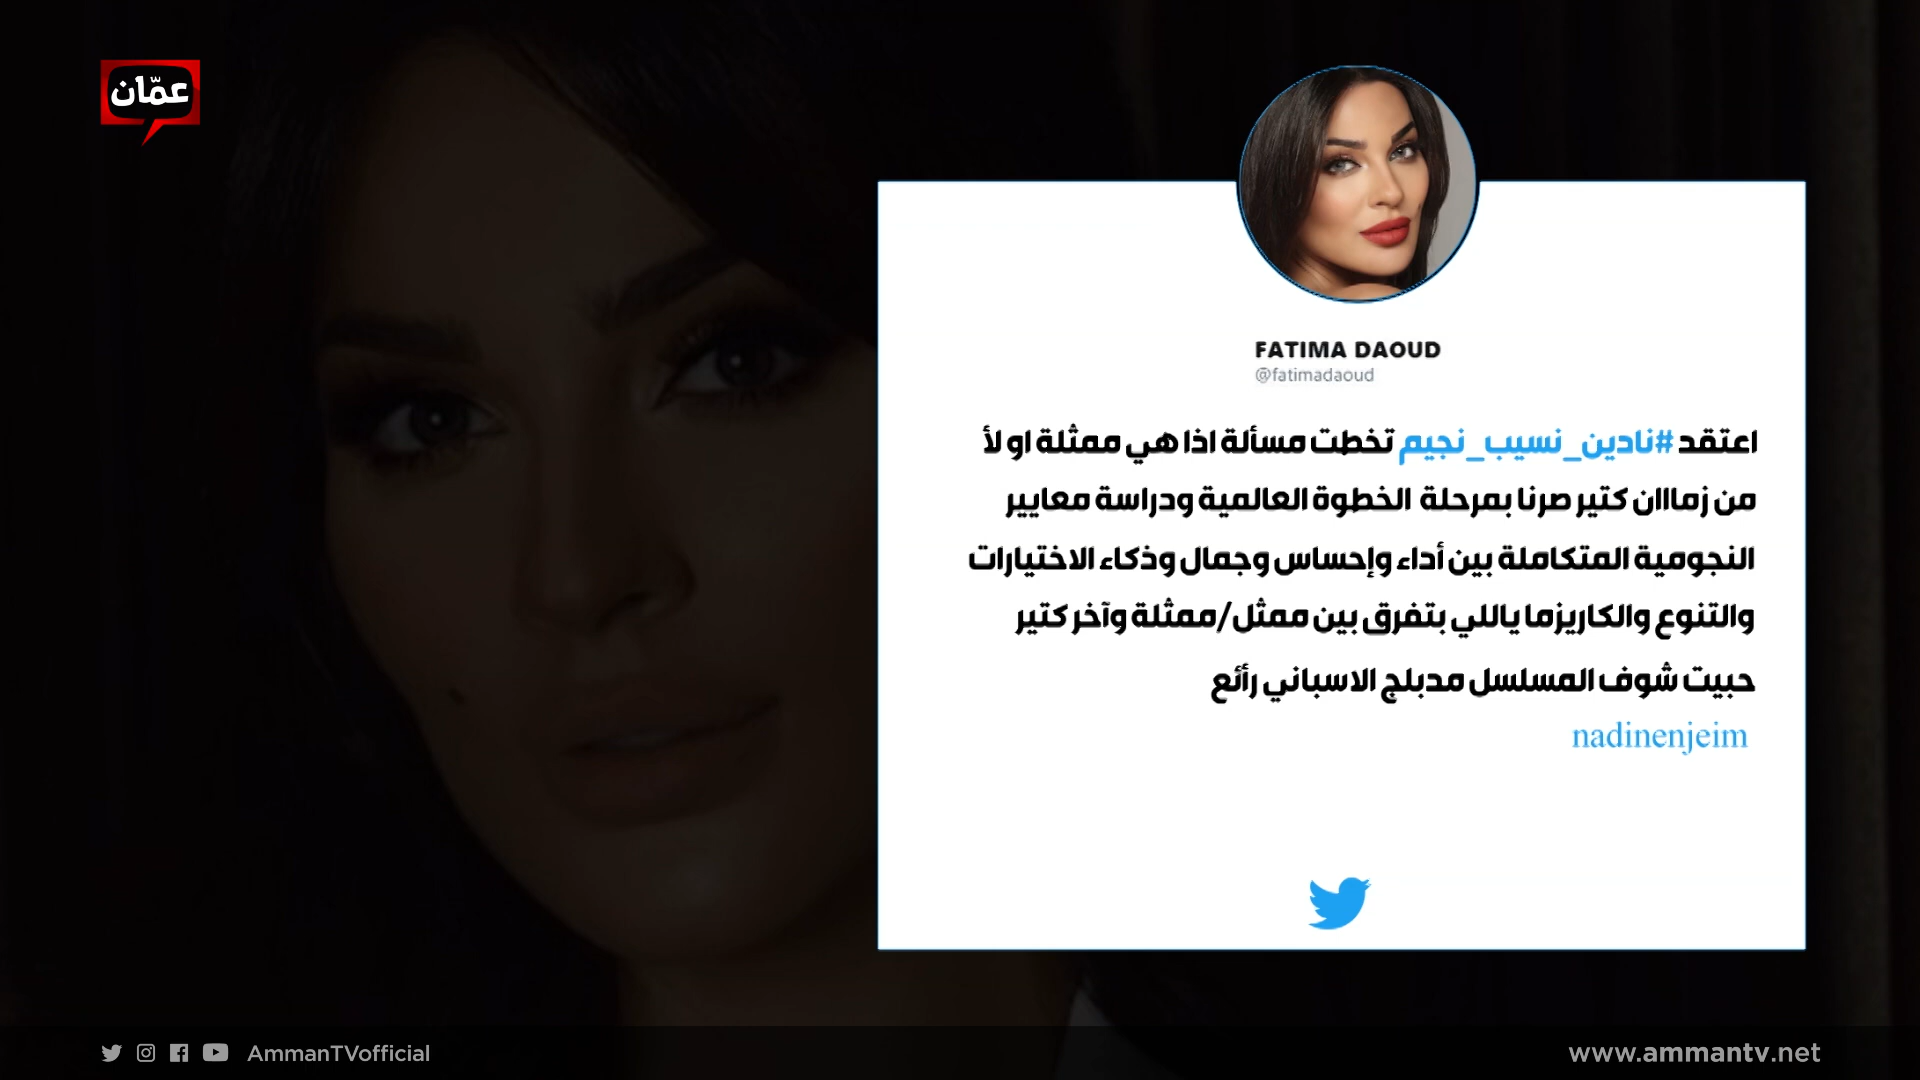 عمّان
FATIMA DAOUD
@fatimadaoud
اعتقد #نادين_نسيب_نجيم تخطت مسألة اذا هي ممثلة او لأ
من زمااان كتير صرنا بمرحلة الخطوة العالمية ودراسة معايير
النجومية المتكاملة بين أداء وإحساس وجمال وذكاء الاختيارات
والتنوع والكاريزما ياللي بتفرق بين ممثل/ممثلة وآخر كتير
حبيت شوف المسلسل مدبلج الاسباني رأئع
nadinenjeim
AmmanTVofficial
www.ammantv.net